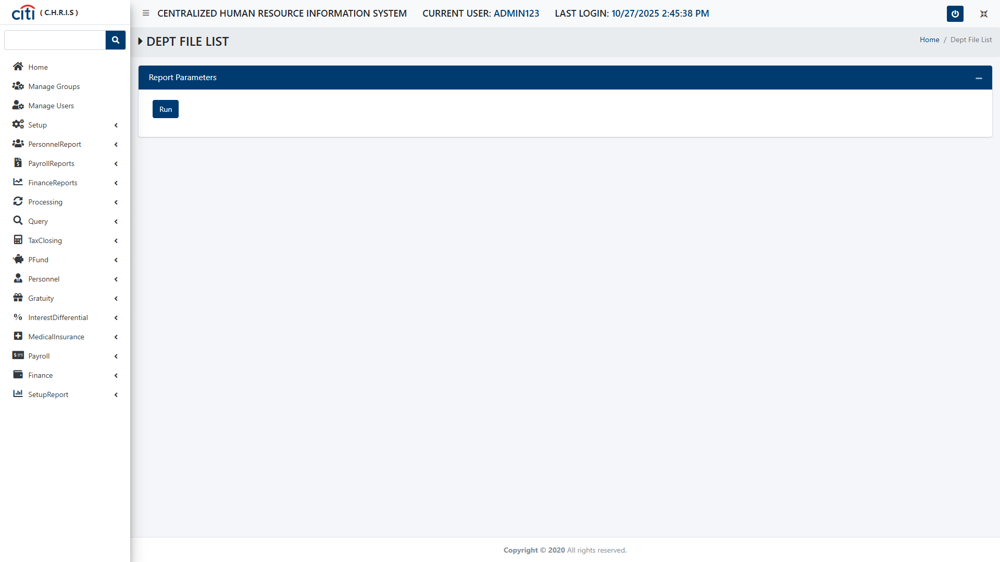 citi ( C.H.R.I.S )
CENTRALIZED HUMAN RESOURCE INFORMATION SYSTEM CURRENT USER: ADMIN123 LAST LOGIN: 10/27/2025 2:45:38 PM
DEPT FILE LIST
Home / Dept File List
Home
Manage Groups
Manage Users
Setup
PersonnelReport
PayrollReports
FinanceReports
Processing
Query
TaxClosing
PFund
Personnel
Gratuity
InterestDifferential
MedicalInsurance
Payroll
Finance
SetupReport
Report Parameters
Run
Copyright © 2020 All rights reserved.